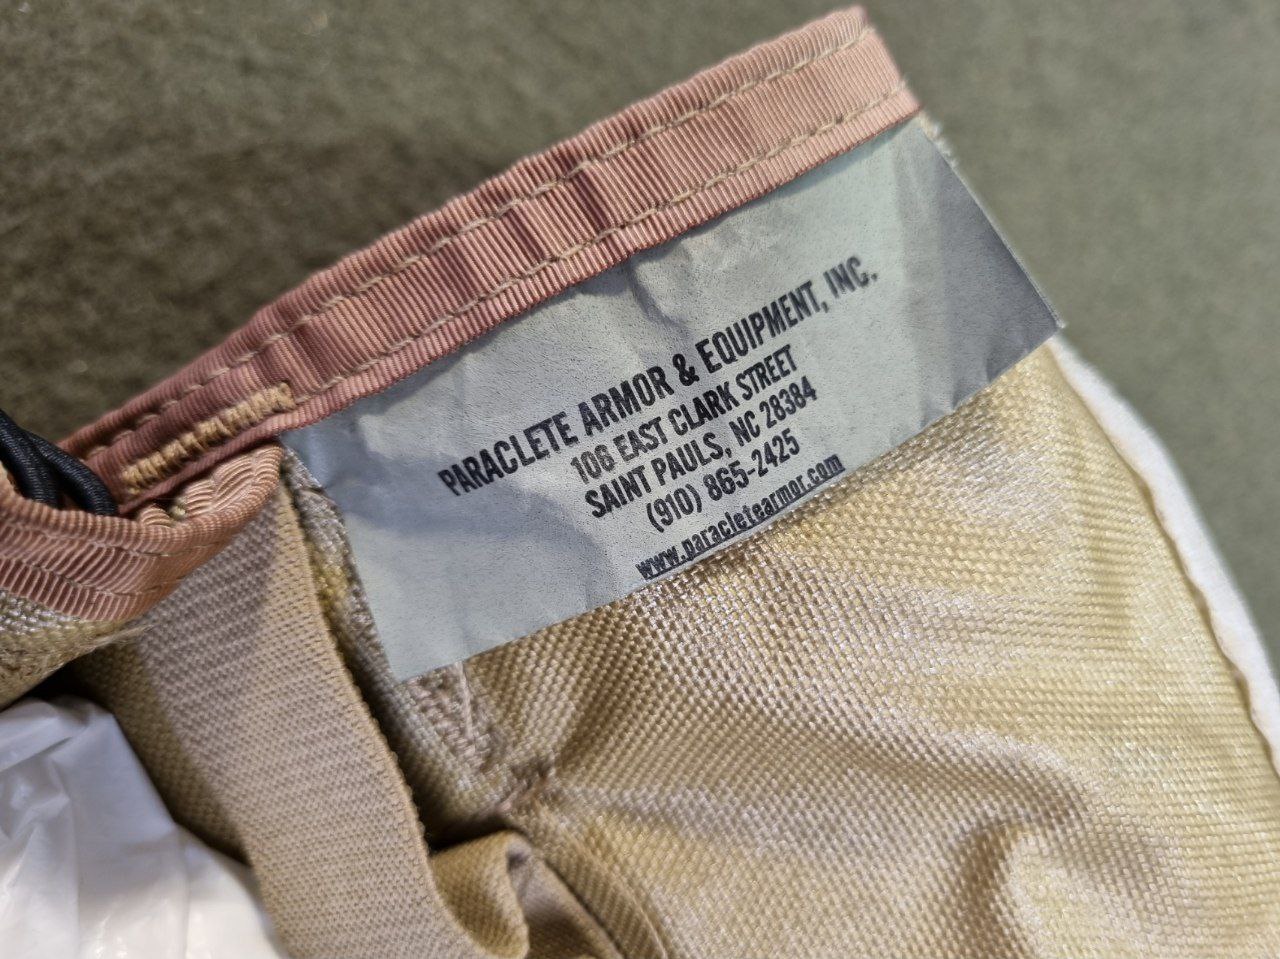 PARACLETE ARMOR & EQUIPMENT, INC.
106 EAST CLARK STREET
SAINT PAULS, NC 28384
(910) 865-2425
www.paracletearmor.com